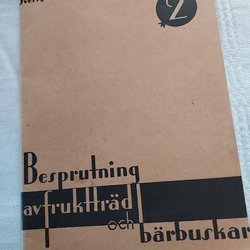 2
Besprutning
av fruktträd
och
bärbuskar